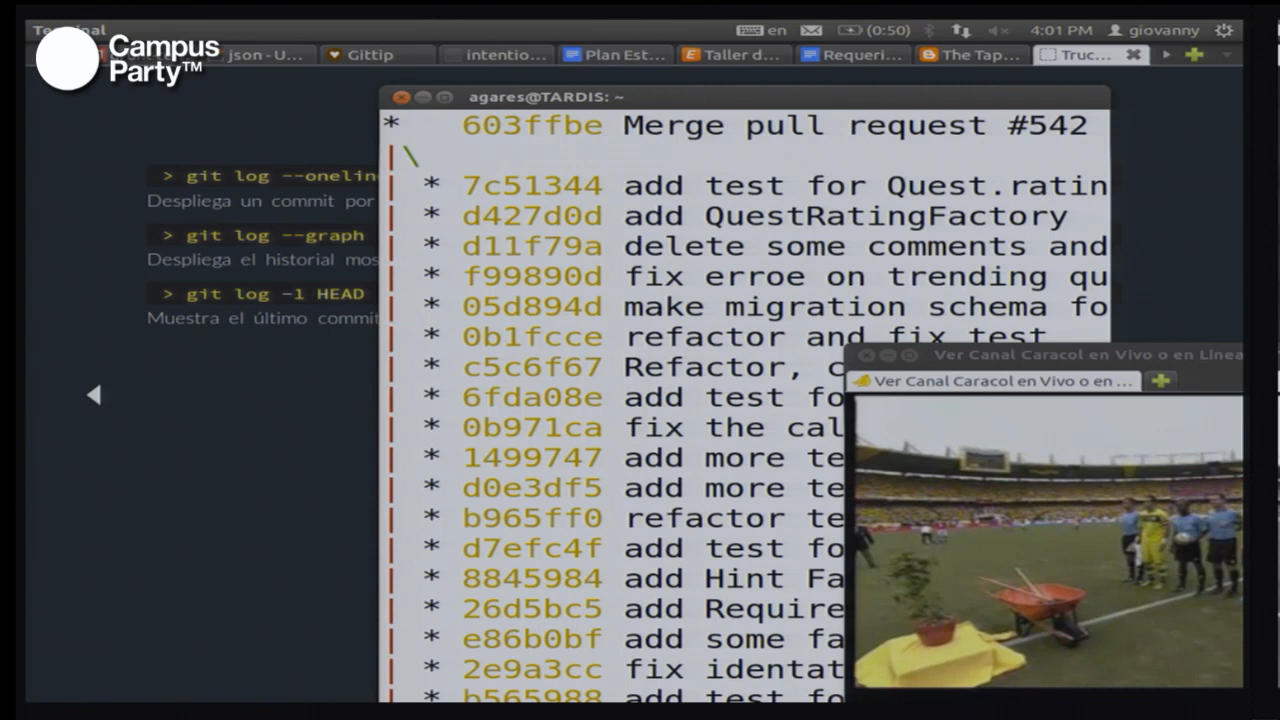 Terminal
en
(0:50)
4:01 PM
giovanny
Campus
Party™
json - U...
Gittip
intentio...
Plan Est...
Taller d...
Requeri...
The Tap...
Truc...
agares@TARDIS: ~
> git log --onelin
Despliega un commit por
> git log --graph
Despliega el historial mos
> git log -1 HEAD
Muestra el último commit
* 603ffbe Merge pull request #542
|\
| * 7c51344 add test for Quest.ratin
| * d427d0d add QuestRatingFactory
| * d11f79a delete some comments and
| * f99890d fix erroe on trending qu
| * 05d894d make migration schema fo
| * 0b1fcce refactor and fix test
| * c5c6f67 Refactor, c
| * 6fda08e add test fo
| * 0b971ca fix the cal
| * 1499747 add more te
| * d0e3df5 add more te
| * b965ff0 refactor te
| * d7efc4f add test fo
| * 8845984 add Hint Fa
| * 26d5bc5 add Require
| * e86b0bf add some fa
| * 2e9a3cc fix identat
| * b565988 add test fo
Ver Canal Caracol en Vivo o en Linea
Ver Canal Caracol en Vivo o en ...